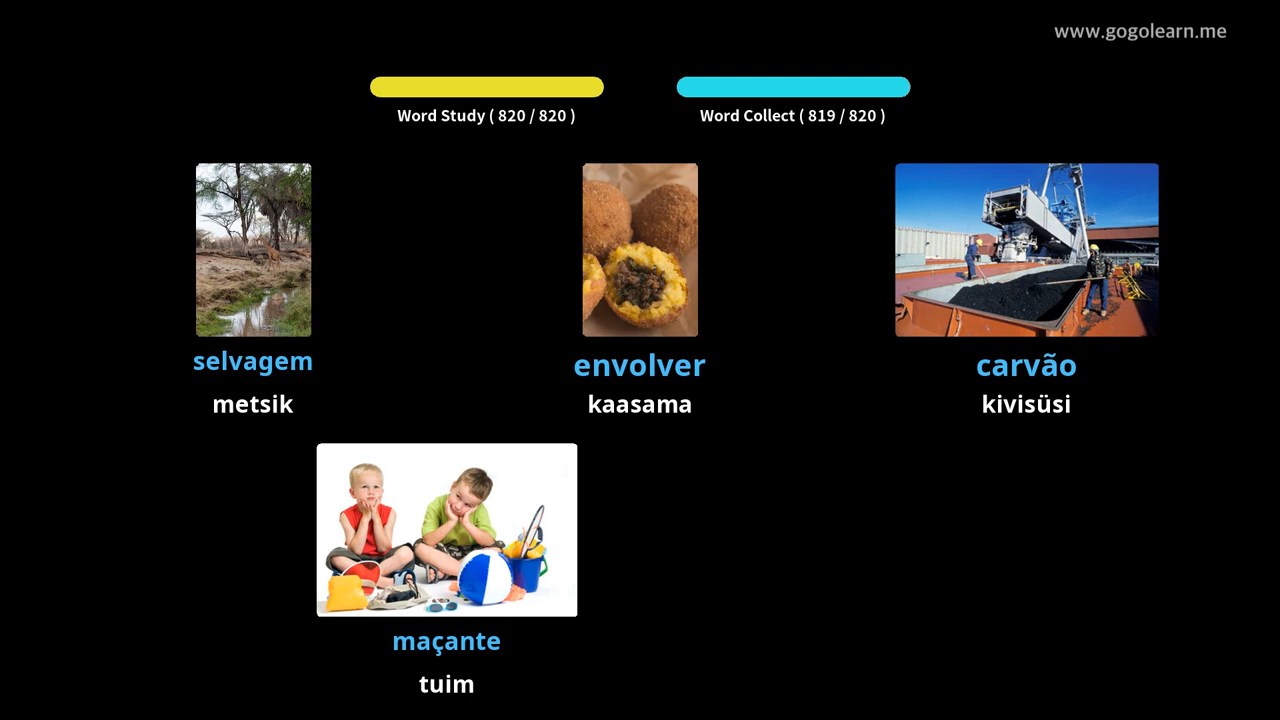 www.gogolearn.me
Word Study ( 820 / 820 )
Word Collect ( 819 / 820 )
selvagem
metsik
envolver
kaasama
carvão
kivisüsi
maçante
tuim